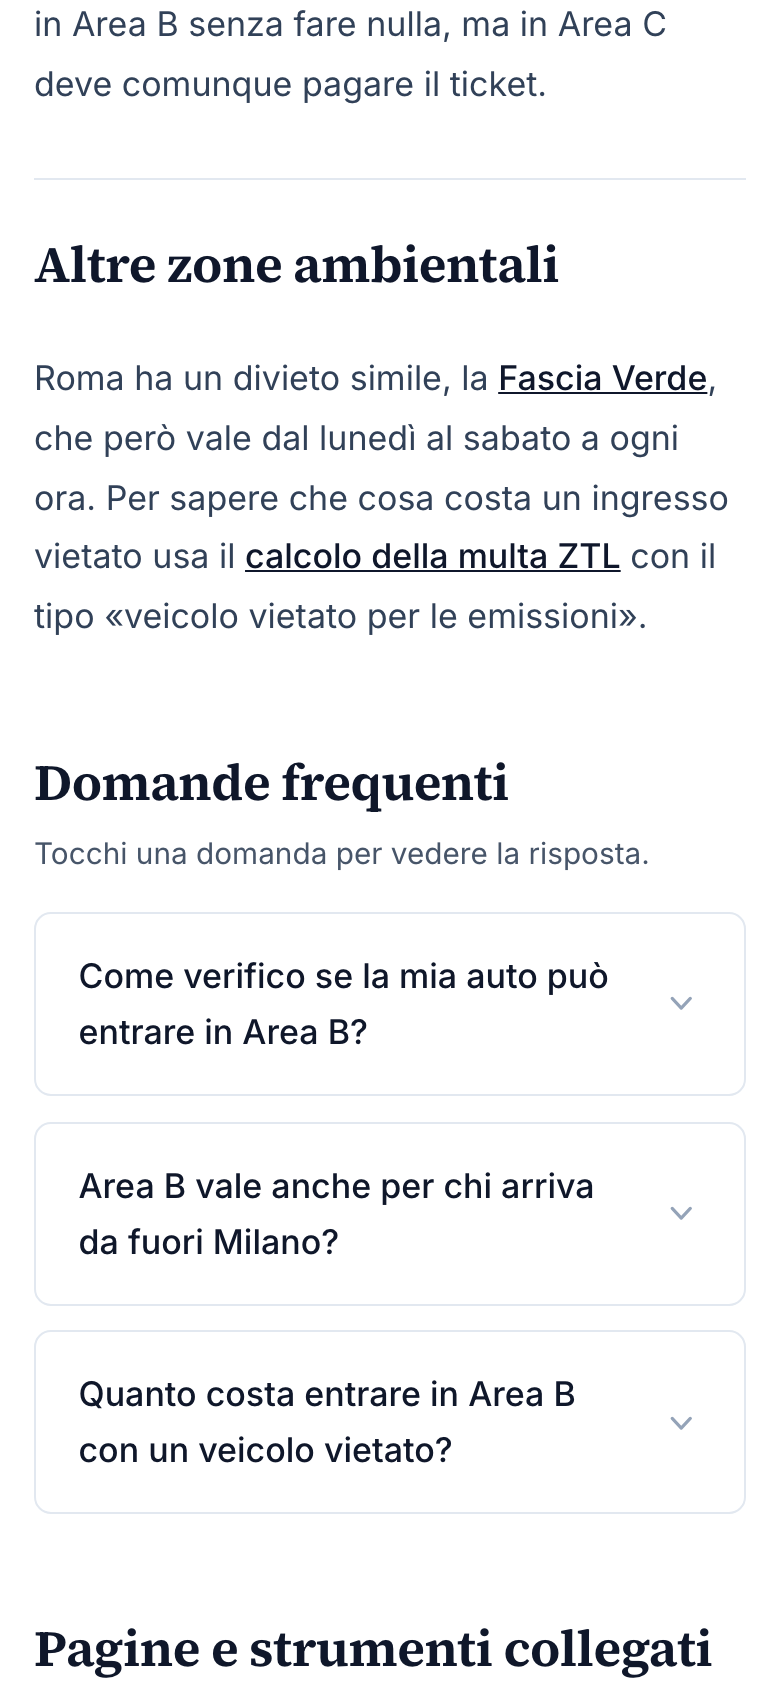 in Area B senza fare nulla, ma in Area C
deve comunque pagare il ticket.
Altre zone ambientali
Roma ha un divieto simile, la Fascia Verde,
che però vale dal lunedì al sabato a ogni
ora. Per sapere che cosa costa un ingresso
vietato usa il calcolo della multa ZTL con il
tipo «veicolo vietato per le emissioni».
Domande frequenti
Tocchi una domanda per vedere la risposta.
Come verifico se la mia auto può
entrare in Area B?
Area B vale anche per chi arriva
da fuori Milano?
Quanto costa entrare in Area B
con un veicolo vietato?
Pagine e strumenti collegati